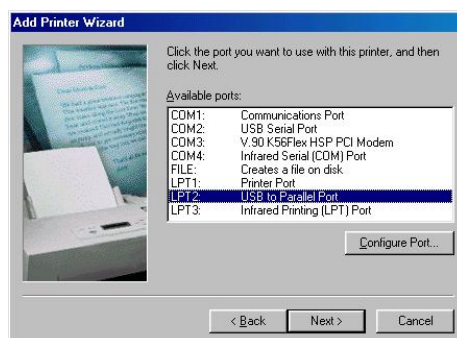 Add Printer Wizard
Click the port you want to use with this printer, and then
click Next.
Available ports:
COM1: Communications Port
COM2: USB Serial Port
COM3: V.90 K56Flex HSP PCI Modem
COM4: Infrared Serial (COM) Port
FILE: Creates a file on disk
LPT1: Printer Port
LPT2: USB to Parallel Port
LPT3: Infrared Printing (LPT) Port
Configure Port...
< Back
Next >
Cancel